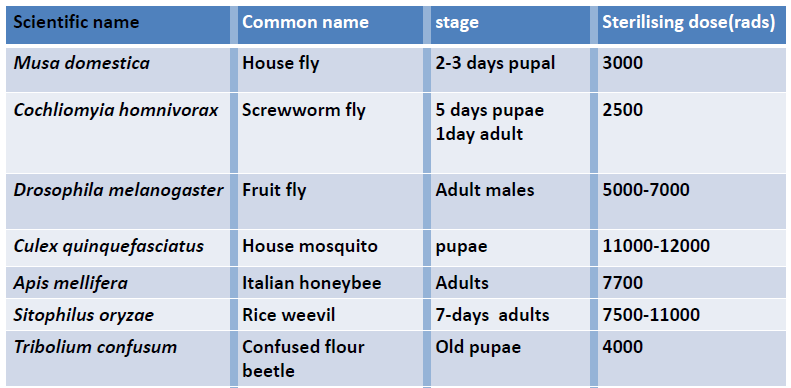 Scientific name Common name stage Sterilising dose(rads)
Musa domestica House fly 2-3 days pupal 3000
Cochliomyia homnivorax Screwworm fly 5 days pupae 2500
1day adult
Drosophila melanogaster Fruit fly Adult males 5000-7000
Culex quinquefasciatus House mosquito pupae 11000-12000
Apis mellifera Italian honeybee Adults 7700
Sitophilus oryzae Rice weevil 7-days adults 7500-11000
Tribolium confusum Confused flour Old pupae 4000
beetle